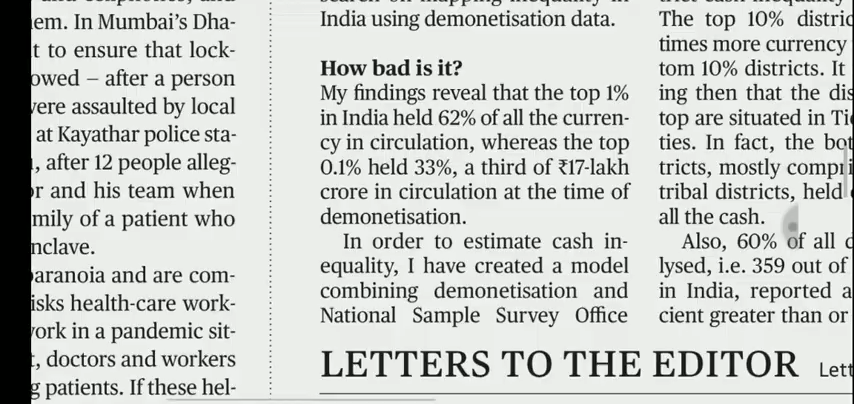 em. In Mumbai's Dha-
t to ensure that lock-
owed – after a person
were assaulted by local
at Kayathar police sta-
, after 12 people alleg-
r and his team when
mily of a patient who
nclave.
paranoia and are com-
isks health-care work-
work in a pandemic sit-
t, doctors and workers
g patients. If these hel-
India using demonetisation data.
How bad is it?
My findings reveal that the top 1%
in India held 62% of all the curren-
cy in circulation, whereas the top
0.1% held 33%, a third of ₹17-lakh
crore in circulation at the time of
demonetisation.
In order to estimate cash in-
equality, I have created a model
combining demonetisation and
National Sample Survey Office
The top 10% distric
times more currency
tom 10% districts. It
ing then that the dis
top are situated in Ti
ties. In fact, the bot
tricts, mostly compri
tribal districts, held
all the cash.
Also, 60% of all d
lysed, i.e. 359 out of
in India, reported a
cient greater than or
LETTERS TO THE EDITOR Lett